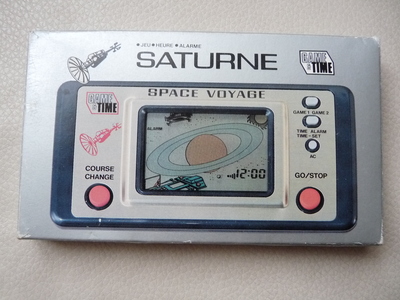 • JEU • HEURE • ALARME
SATURNE
GAME & TIME
SPACE VOYAGE
GAME & TIME
GAME 1 GAME 2
ALARM
TIME ALARM
TIME-SET
AC
12:00
COURSE
CHANGE
GO/STOP